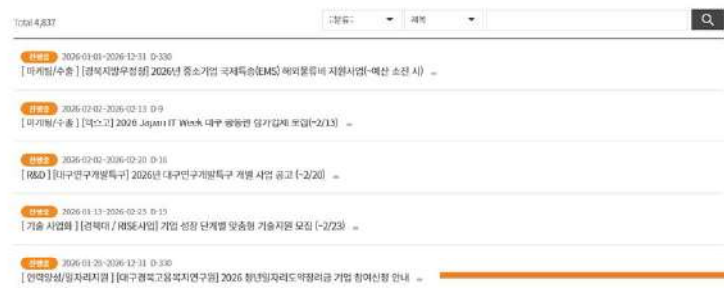 Total 4,837
::분류:: 제목
진행중 2026-01-01~2026-12-31 D-330
[ 마케팅/수출 ] [경북지방우정청] 2026년 중소기업 국제특송(EMS) 해외물류비 지원사업(~예산 소진 시)
진행중 2026-02-02~2026-02-13 D-9
[ 마케팅/수출 ] [엑스코] 2026 Japan IT Week 대구 공동관 참가업체 모집(~2/13)
진행중 2026-02-02~2026-02-20 D-16
[ R&D ] [대구연구개발특구] 2026년 대구연구개발특구 개별 사업 공고 (~2/20)
진행중 2026-01-13~2026-02-23 D-19
[ 기술 사업화 ] [경북대 / RISE사업] 기업 성장 단계별 맞춤형 기술지원 모집 (~2/23)
진행중 2026-01-26~2026-12-31 D-330
[ 인력양성/일자리지원 ] [대구경북고용복지연구원] 2026 청년일자리도약장려금 기업 참여신청 안내